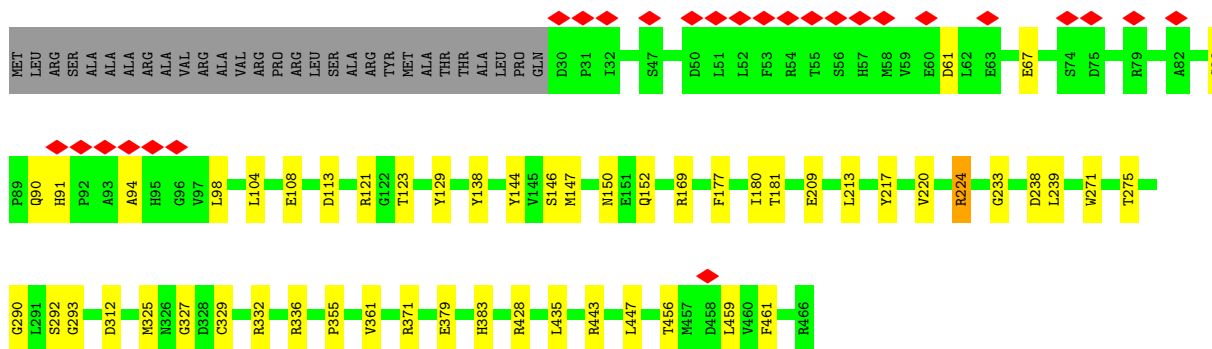 MET LEU ARG SER ALA ALA ALA ARG ALA VAL ARG ALA VAL ARG PRO ARG LEU SER ALA ARG TYR MET ALA THR THR ALA LEU PRO GLN D30 P31 I32 S47 D50 L51 L52 F53 R54 T55 S56 H57 M58 V59 E60 D61 L62 E63 E67 S74 D75 R79 A82
P89 Q90 H91 P92 A93 A94 H95 G96 V97 L98 L104 E108 D113 R121 G122 T123 Y129 Y138 Y144 V145 S146 M147 N150 E151 Q152 R169 F177 I180 T181 E209 L213 Y217 V220 R224 G233 D238 L239 W271 T275
G290 L291 S292 G293 D312 M325 N326 G327 D328 C329 R332 R336 P355 V361 R371 E379 H383 R428 L435 R443 L447 T456 M457 D458 L459 V460 F461 R466